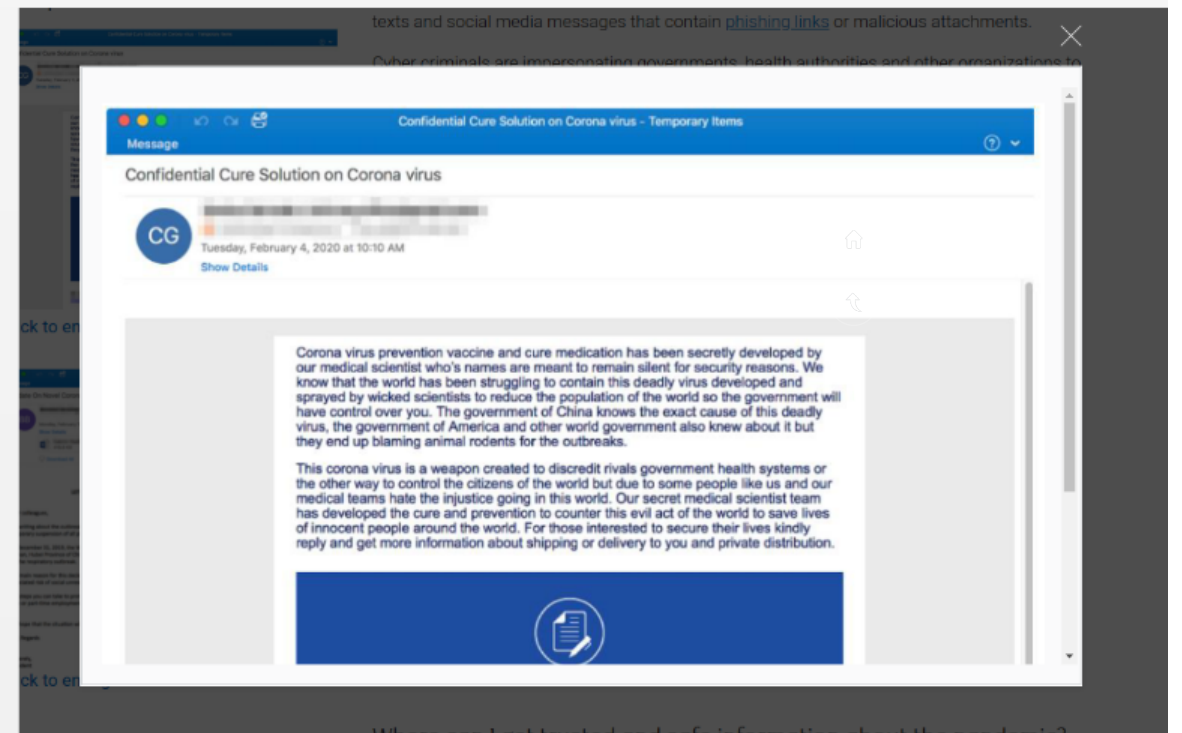 texts and social media messages that contain phishing links or malicious attachments.
Cyber criminals are impersonating governments, health authorities and other organizations to
Confidential Cure Solution on Corona virus - Temporary Items
Message
Confidential Cure Solution on Corona virus
CG
Tuesday, February 4, 2020 at 10:10 AM
Show Details
Corona virus prevention vaccine and cure medication has been secretly developed by
our medical scientist who's names are meant to remain silent for security reasons. We
know that the world has been struggling to contain this deadly virus developed and
sprayed by wicked scientists to reduce the population of the world so the government will
have control over you. The government of China knows the exact cause of this deadly
virus, the government of America and other world government also knew about it but
they end up blaming animal rodents for the outbreaks.
This corona virus is a weapon created to discredit rivals government health systems or
the other way to control the citizens of the world but due to some people like us and our
medical teams hate the injustice going in this world. Our secret medical scientist team
has developed the cure and prevention to counter this evil act of the world to save lives
of innocent people around the world. For those interested to secure their lives kindly
reply and get more information about shipping or delivery to you and private distribution.
ck to en
ck to en